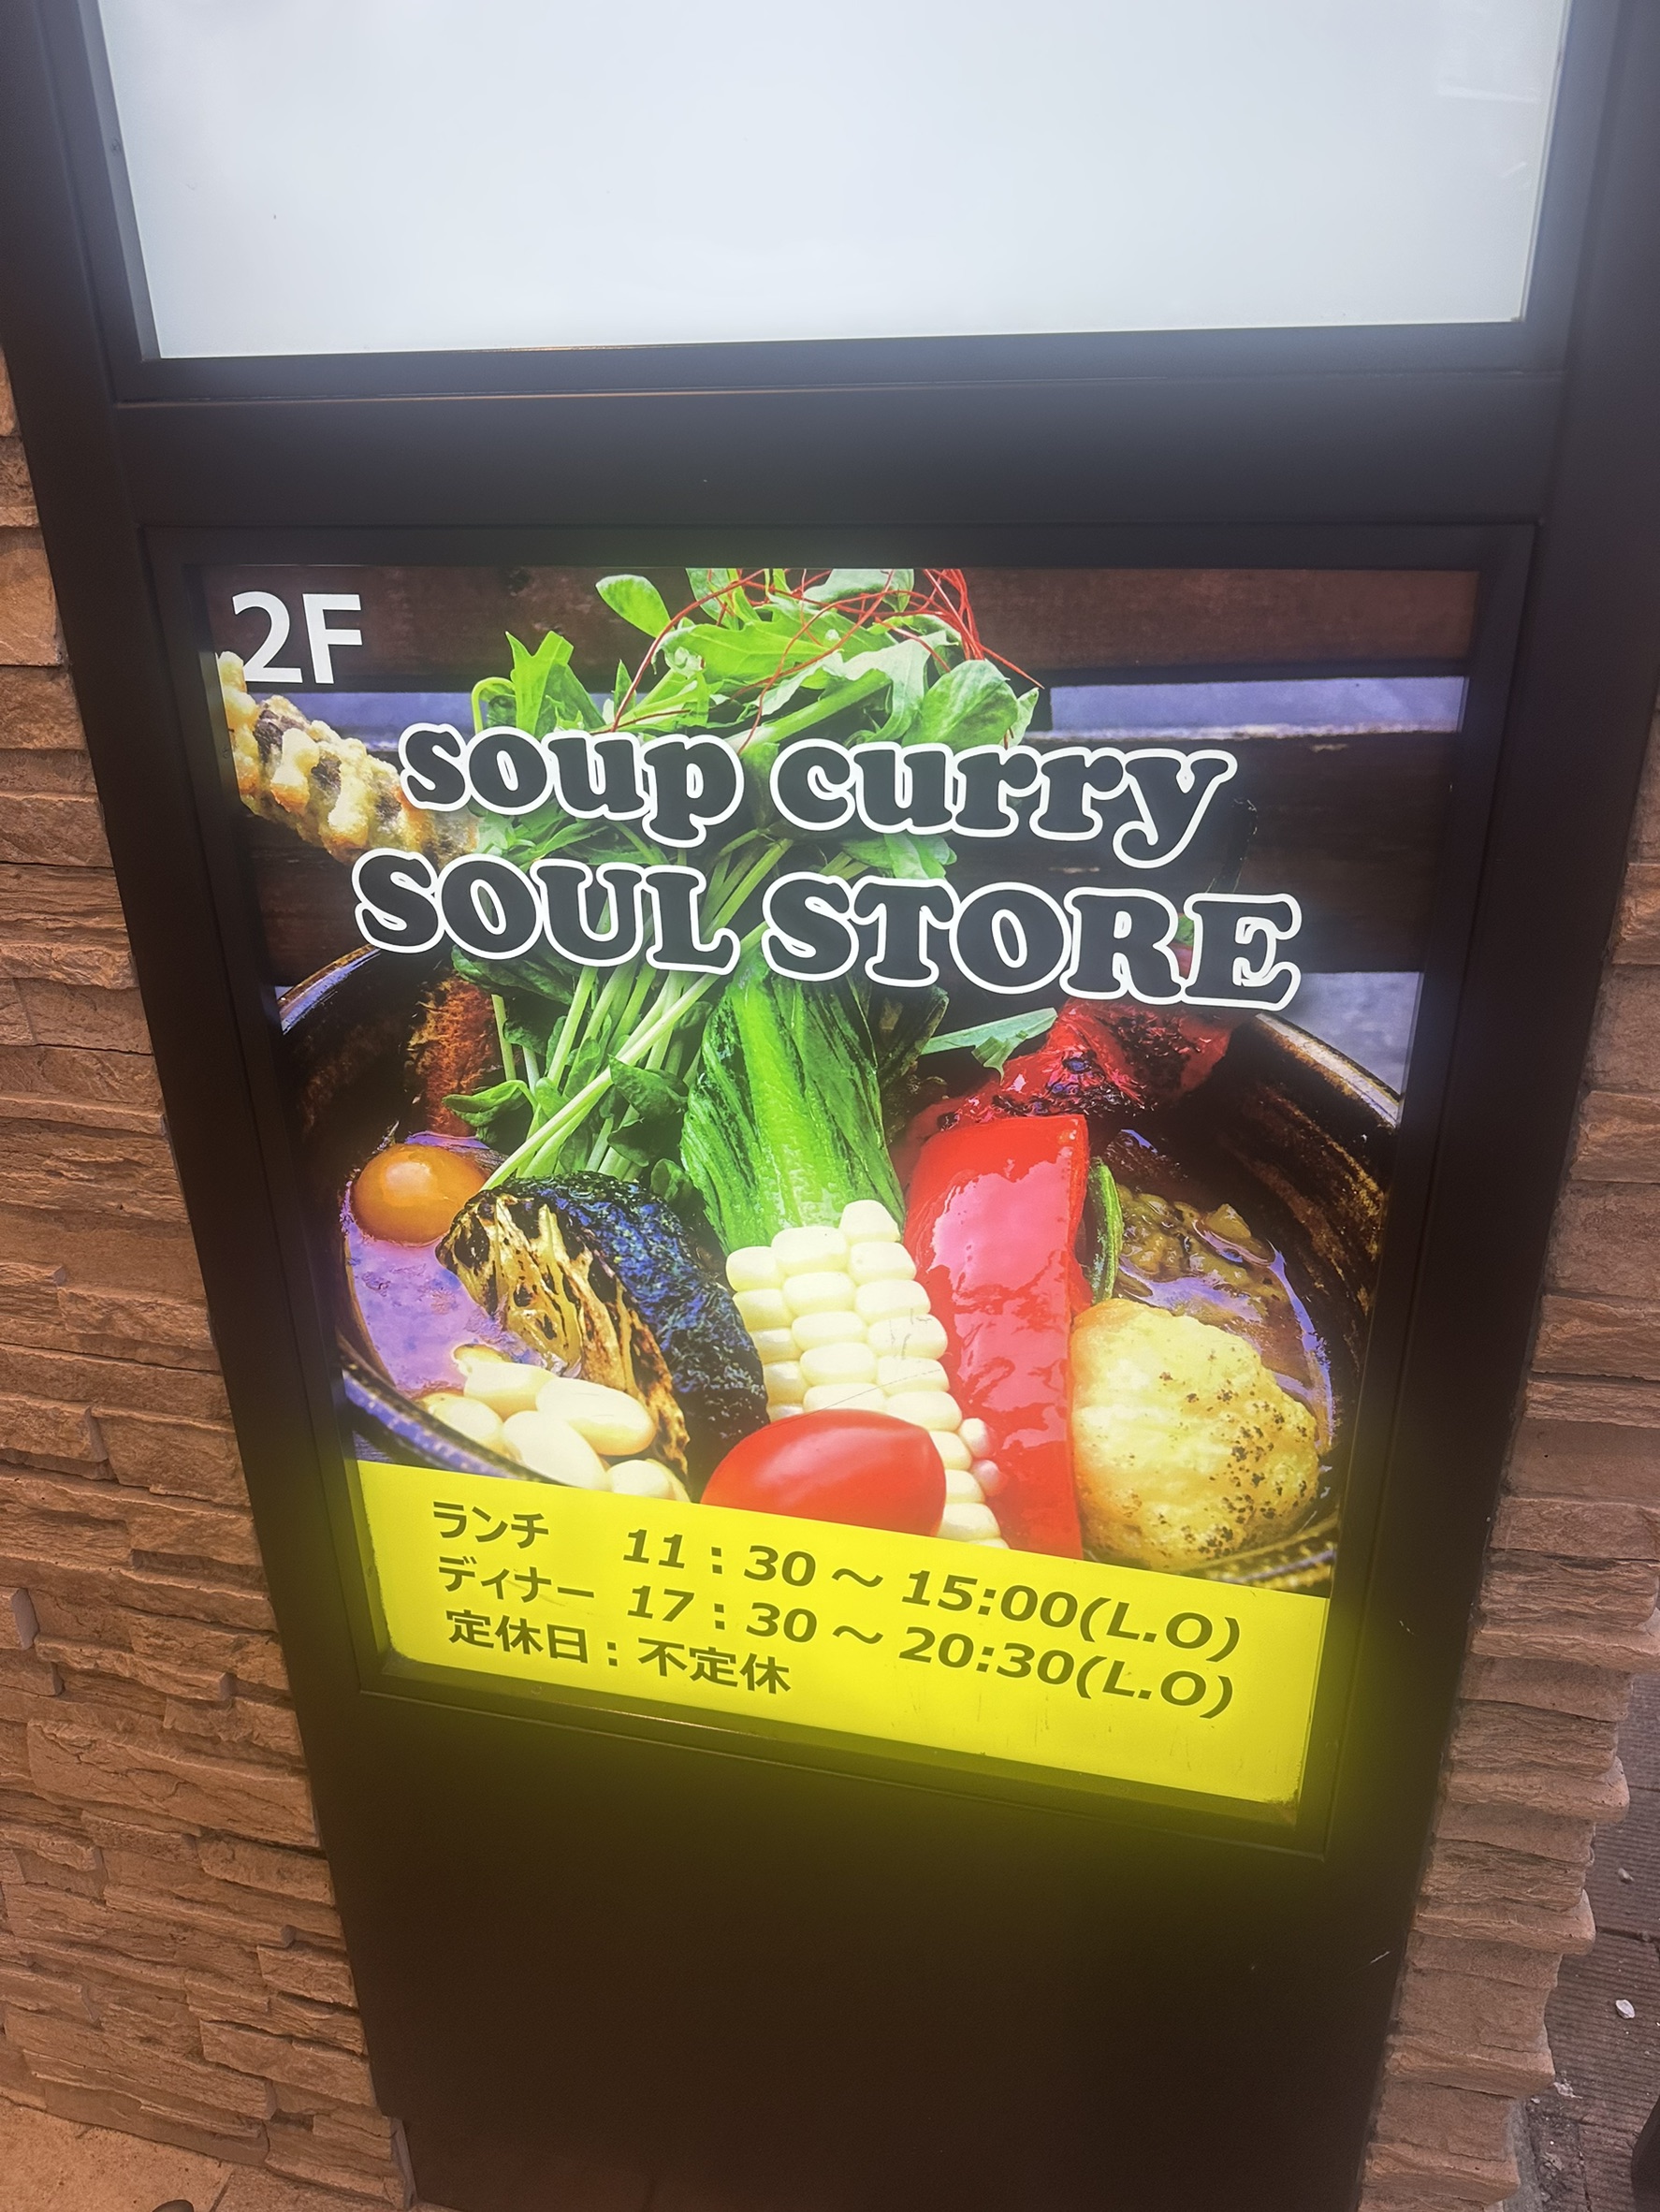 2F
soup curry
SOUL STORE
ランチ 11:30～15:00(L.O)
ディナー 17:30～20:30(L.O)
定休日：不定休